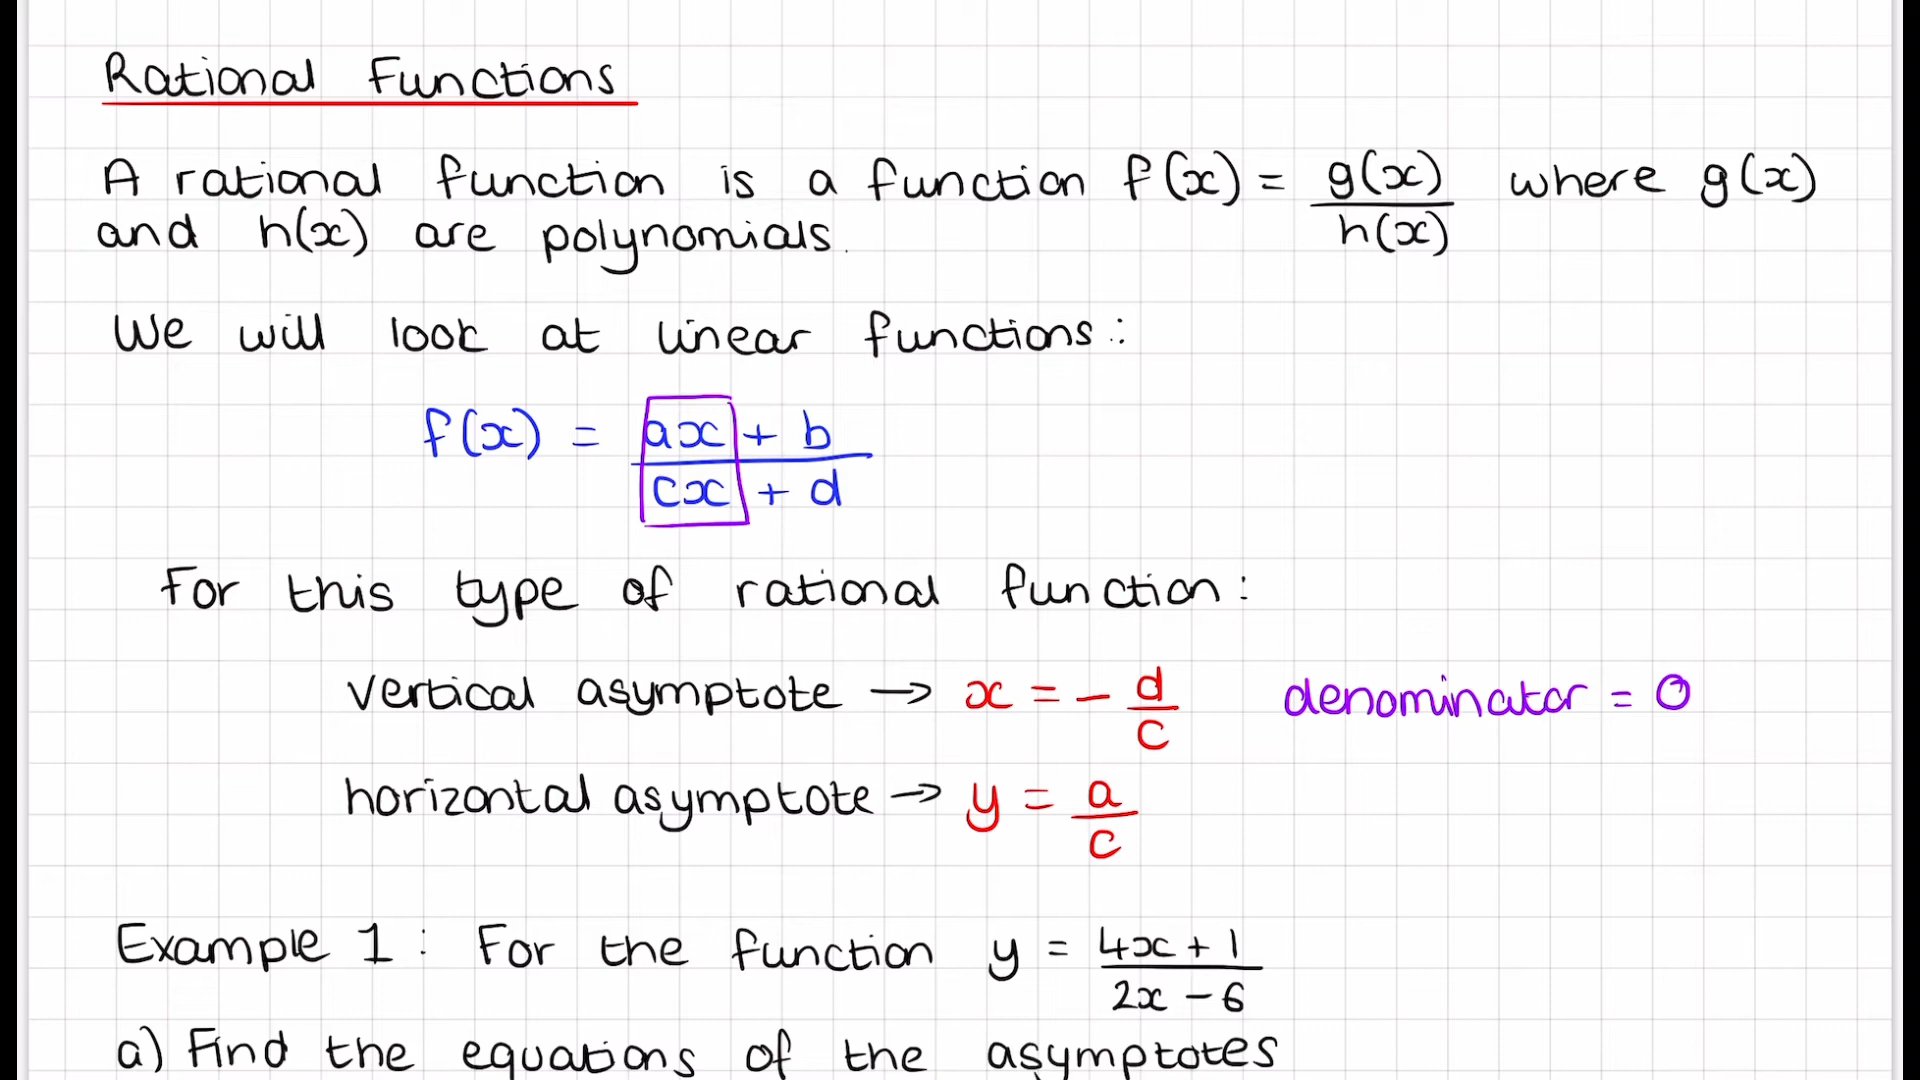 Rational Functions
A rational function is a function f(x) = g(x)/h(x) where g(x)
and h(x) are polynomials.
We will look at linear functions:
f(x) = ax + b / cx + d
For this type of rational function:
vertical asymptote → x = - d/c denominator = 0
horizontal asymptote → y = a/c
Example 1: For the function y = 4x + 1 / 2x - 6
a) Find the equations of the asymptotes